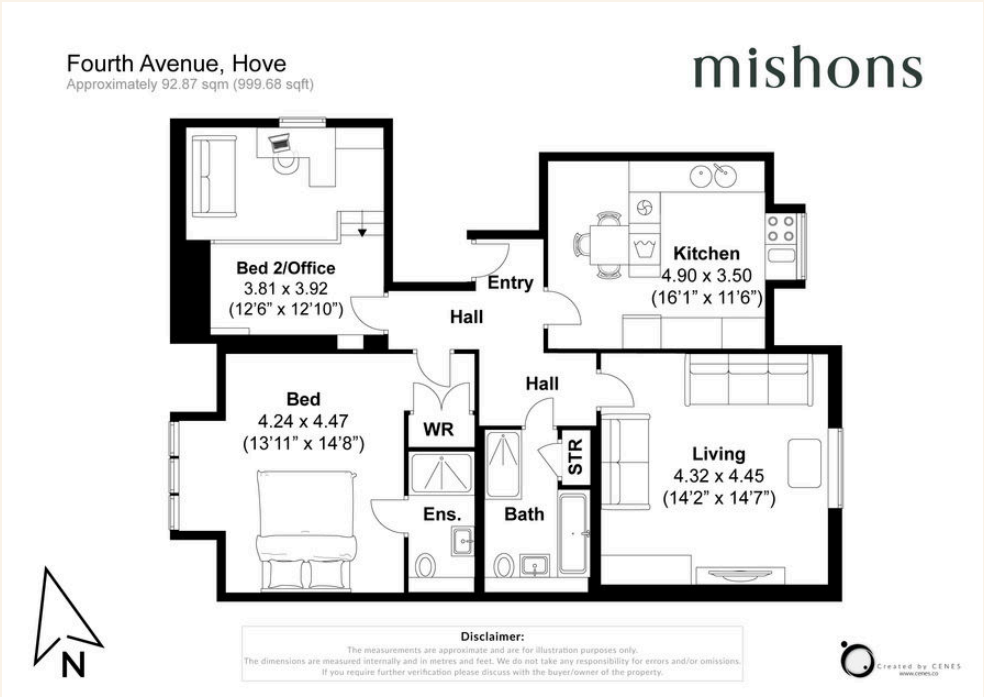 Fourth Avenue, Hove
Approximately 92.87 sqm (999.68 sqft)
mishons
Bed 2/Office
3.81 x 3.92
(12'6" x 12'10")
Entry
Hall
Kitchen
4.90 x 3.50
(16'1" x 11'6")
Bed
4.24 x 4.47
(13'11" x 14'8")
WR
Hall
Ens.
Bath
STR
Living
4.32 x 4.45
(14'2" x 14'7")
N
Disclaimer:
The measurements are approximate and are for illustration purposes only.
The dimensions are measured internally and in metres and feet. We do not take any responsibility for errors and/or omissions.
If you require further verification please discuss with the buyer/owner of the property.
Created by CENES
www.cenes.co